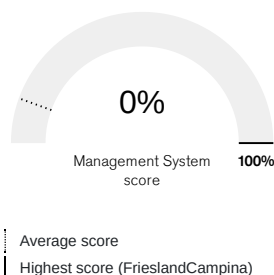 0%
Management System
score
100%
Average score
Highest score (FrieslandCampina)